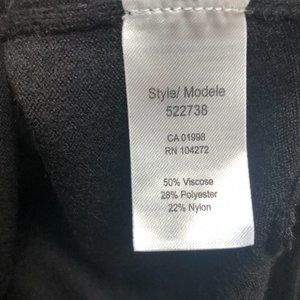 Style/ Modele
522738
CA 01998
RN 104272
50% Viscose
28% Polyester
22% Nylon